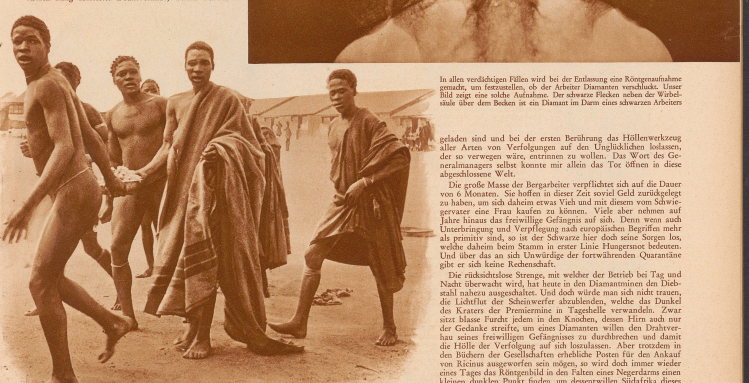 In allen verdächtigen Fällen wird bei der Entlassung eine Röntgenaufnahme
gemacht, um festzustellen, ob der Arbeiter Diamanten verschluckt. Unser
Bild zeigt eine solche Aufnahme. Der schwarze Flecken neben der Wirbel-
säule über dem Becken ist ein Diamant im Darm eines schwarzen Arbeiters
geladen sind und bei der ersten Berührung das Höllenwerkzeug
aller Arten von Verfolgungen auf den Unglücklichen loslassen,
der so verwegen wäre, entrinnen zu wollen. Das Wort des Ge-
neralmanagers selbst konnte mir allein das Tor öffnen in diese
abgeschlossene Welt.
Die große Masse der Bergarbeiter verpflichtet sich auf die Dauer
von 6 Monaten. Sie hoffen in dieser Zeit soviel Geld zurückgelegt
zu haben, um sich daheim etwas Vieh und mit diesem vom Schwie-
gervater eine Frau kaufen zu können. Viele aber nehmen auf
Jahre hinaus das freiwillige Gefängnis auf sich. Denn wenn auch
Unterbringung und Verpflegung nach europäischen Begriffen mehr
als primitiv sind, so ist der Schwarze hier doch seine Sorgen los,
welche daheim beim Stamm in erster Linie Hungersnot bedeuten.
Und über das an sich Unwürdige der fortwährenden Quarantäne
gibt er sich keine Rechenschaft.
Die rücksichtslose Strenge, mit welcher der Betrieb bei Tag und
Nacht überwacht wird, hat heute in den Diamantminen den Dieb-
stahl nahezu ausgeschaltet. Und doch würde man sich nicht trauen,
die Lichtflut der Scheinwerfer abzublenden, welche das Dunkel
des Kraters der Premiermine in Tageshelle verwandeln. Zwar
sitzt blasse Furcht jedem in den Knochen, dessen Hirn auch nur
der Gedanke streifte, um eines Diamanten willen den Drahtver-
hau seines freiwilligen Gefängnisses zu durchbrechen und damit
die Hölle der Verfolgung auf sich loszulassen. Aber trotzdem in
den Büchern der Gesellschaften erhebliche Posten für den Ankauf
von Ricinus ausgeworfen sein mögen, so wird doch immer wieder
eines Tages das Röntgenbild in den Falten eines Negerdarms einen
kleinen dunklen Punkt finden, um dessentwillen Südafrika diesen